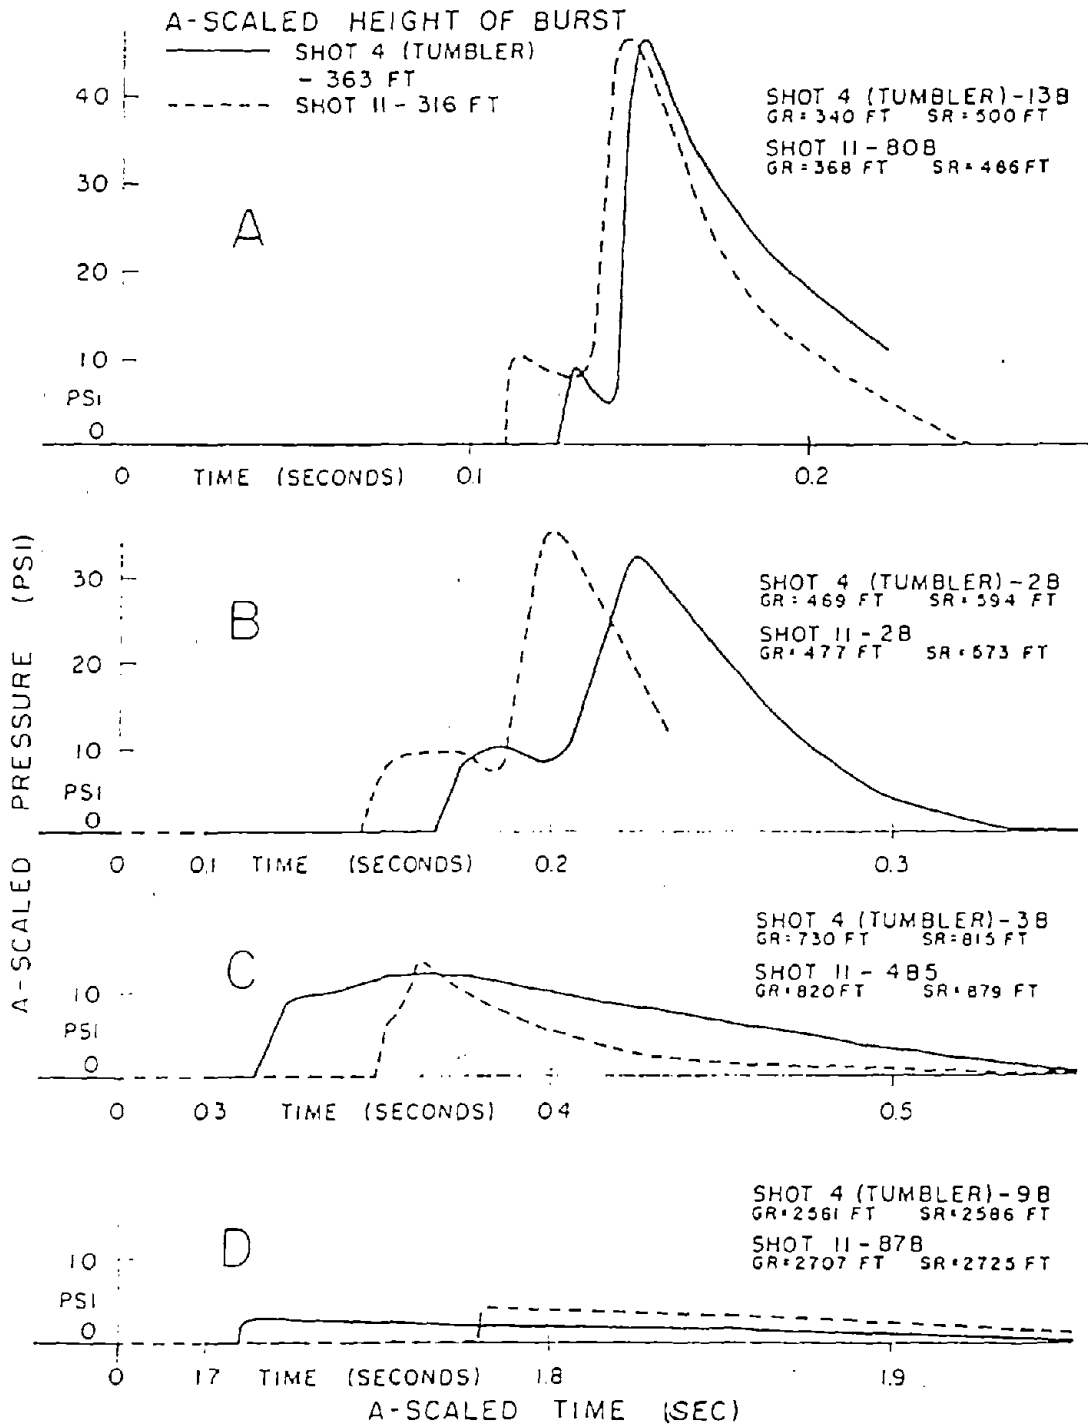 A-SCALED HEIGHT OF BURST
SHOT 4 (TUMBLER)
- 363 FT
SHOT 11-316 FT
40
30
20
10
PSI
0
A
SHOT 4 (TUMBLER)-13B
GR=340 FT SR=500 FT
SHOT 11-80B
GR=368 FT SR=486 FT
0 TIME (SECONDS) 0.1 0.2
30
20
10
PSI
0
B
SHOT 4 (TUMBLER)-2B
GR=469 FT SR=594 FT
SHOT 11-2B
GR=477 FT SR=573 FT
0 0.1 TIME (SECONDS) 0.2 0.3
A-SCALED PRESSURE (PSI)
10
PSI
0
C
SHOT 4 (TUMBLER)-3B
GR=730 FT SR=815 FT
SHOT 11-4B5
GR=820 FT SR=879 FT
0 0.3 TIME (SECONDS) 0.4 0.5
10
PSI
0
D
SHOT 4 (TUMBLER)-9B
GR=2561 FT SR=2586 FT
SHOT 11-87B
GR=2707 FT SR=2725 FT
0 1.7 TIME (SECONDS) 1.8 1.9
A-SCALED TIME (SEC)